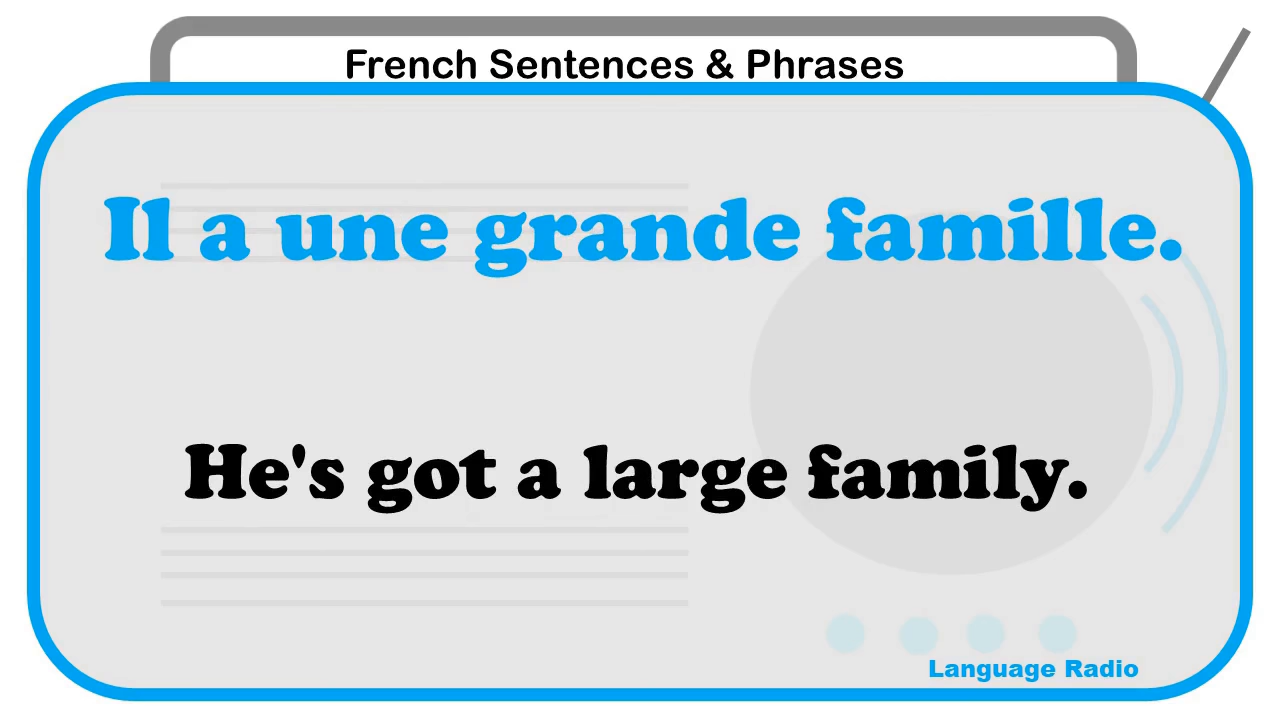 French Sentences & Phrases
Il a une grande famille.
He's got a large family.
Language Radio